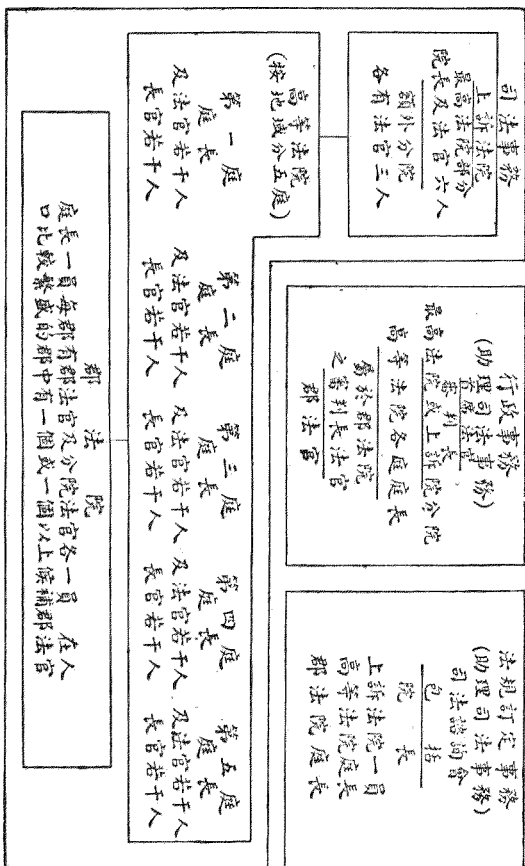 司法事務
上訴法院
最高法院部分
院長及法官六人
額外分院
各有法官三人
行政事務
(助理司法事務)
首席法官
審判長
最高法院或上訴院分院
高等法院各庭庭長
屬於郡法院
之審判長法官
郡法官
法規訂定事務
(助理司法事務)
司法諮詢會
包括
院長
上訴法院一員
高等法院庭長
郡法院庭長
高等法院
(按地域分五庭)
第一庭
庭長
及法官若干人
長官若干人
第二庭
庭長
及法官若干人
長官若干人
第三庭
庭長
及法官若干人
長官若干人
第四庭
庭長
及法官若干人
長官若干人
第五庭
庭長
及法官若干人
長官若干人
郡法院
庭長一員每郡有郡法官及分院法官各一員 在人
口比較繁盛的郡中有一個或一個以上候補郡法官